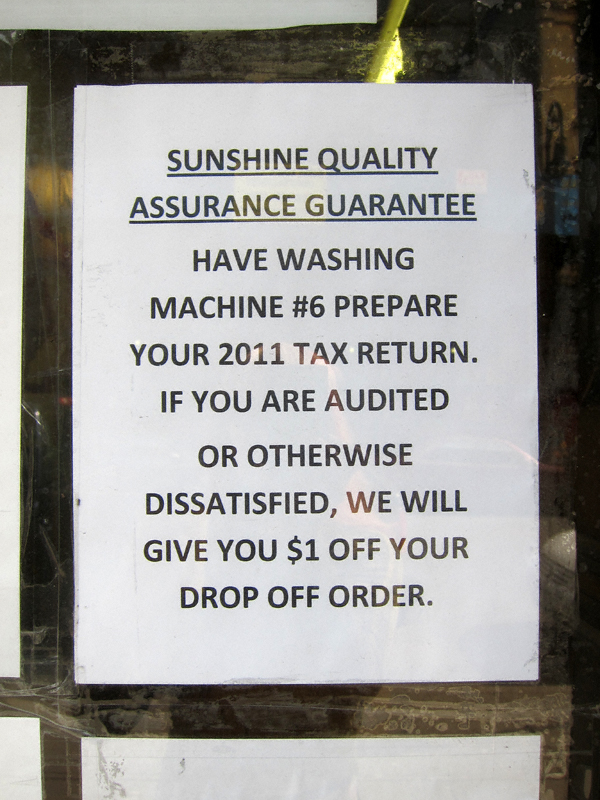 SUNSHINE QUALITY
ASSURANCE GUARANTEE
HAVE WASHING
MACHINE #6 PREPARE
YOUR 2011 TAX RETURN.
IF YOU ARE AUDITED
OR OTHERWISE
DISSATISFIED, WE WILL
GIVE YOU $1 OFF YOUR
DROP OFF ORDER.